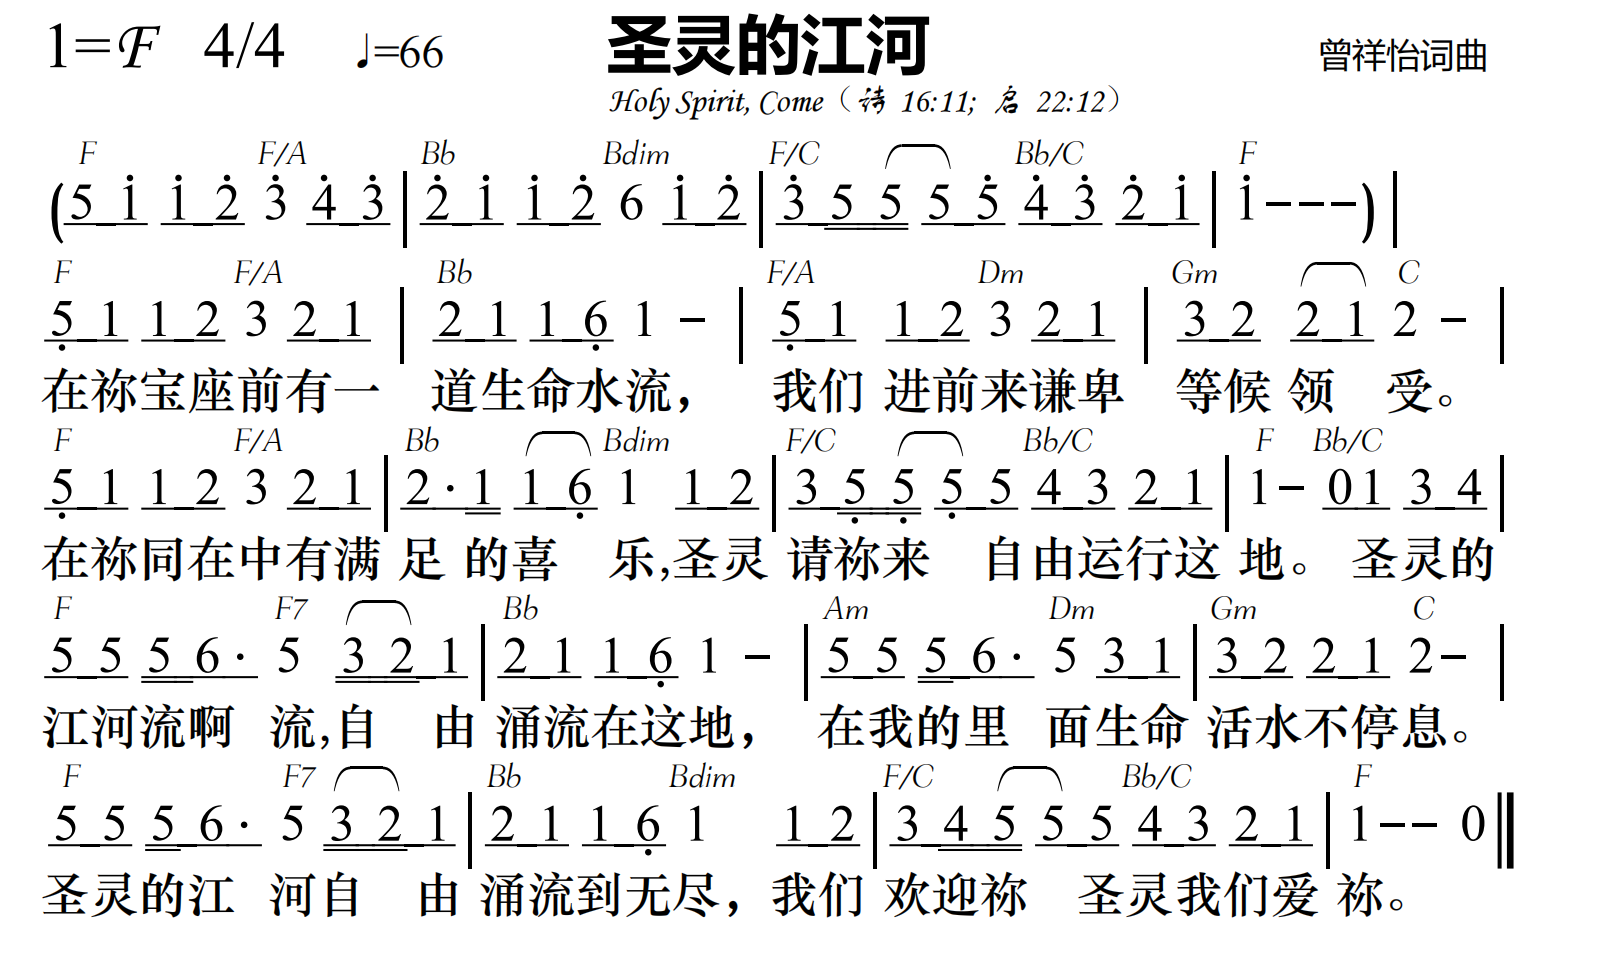 1=F 4/4 ♩=66 圣灵的江河 曾祥怡词曲
Holy Spirit, Come（诗 16:11; 启 22:12）
F F/A Bb Bdim F/C Bb/C F
(5 1̇ 1̇ 2̇ 3̇ 4̇ 3̇ | 2̇ 1̇ 1̇ 2̇ 6 1̇ 2̇ | 3̇ 5 5 5 5̇ 4̇ 3̇ 2̇ 1̇ | 1̇ – – – ) |
F F/A Bb F/A Dm Gm C
5̣ 1 1 2 3 2 1 | 2 1 1 6̣ 1 – | 5̣ 1 1 2 3 2 1 | 3 2 2 1 2 – |
在祢宝座前有一 道生命水流， 我们 进前来谦卑 等候 领 受。
F F/A Bb Bdim F/C Bb/C F Bb/C
5̣ 1 1 2 3 2 1 | 2 · 1 1 6̣ 1 1 2 | 3 5̣ 5̣ 5̣ 5 4 3 2 1 | 1 – 0 1 3 4 |
在祢同在中有满 足 的喜 乐,圣灵 请祢来 自由运行这 地。 圣灵的
F F7 Bb Am Dm Gm C
5 5 5 6 · 5 3 2 1 | 2 1 1 6̣ 1 – | 5 5 5 6 · 5 3 1 | 3 2 2 1 2 – |
江河流啊 流,自 由 涌流在这地， 在我的里 面生命 活水不停息。
F F7 Bb Bdim F/C Bb/C F
5 5 5 6 · 5 3 2 1 | 2 1 1 6̣ 1 1 2 | 3 4 5 5 5 4 3 2 1 | 1 – – 0 ‖
圣灵的江 河自 由 涌流到无尽，我们 欢迎祢 圣灵我们爱 祢。